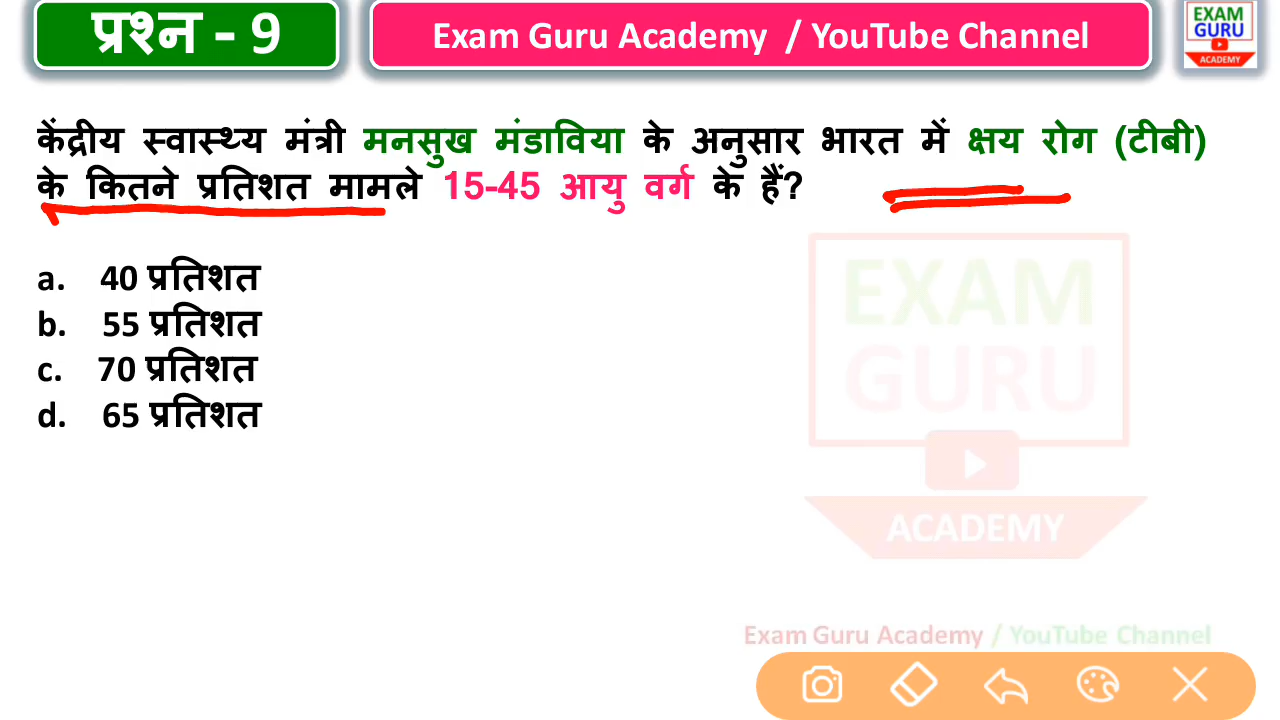 प्रश्न - 9
Exam Guru Academy / YouTube Channel
EXAM
GURU
ACADEMY
केंद्रीय स्वास्थ्य मंत्री मनसुख मंडाविया के अनुसार भारत में क्षय रोग (टीबी)
के कितने प्रतिशत मामले 15-45 आयु वर्ग के हैं?
a. 40 प्रतिशत
b. 55 प्रतिशत
c. 70 प्रतिशत
d. 65 प्रतिशत
EXAM
GURU
ACADEMY
Exam Guru Academy / YouTube Channel